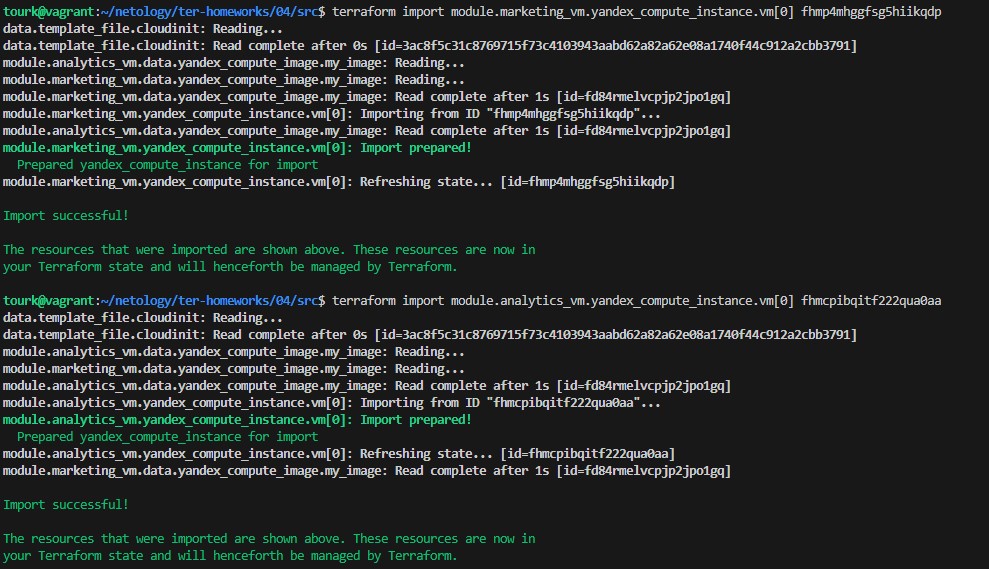 tourk@vagrant:~/netology/ter-homeworks/04/src$ terraform import module.marketing_vm.yandex_compute_instance.vm[0] fhmp4mhggfsg5hiikqdp
data.template_file.cloudinit: Reading...
data.template_file.cloudinit: Read complete after 0s [id=3ac8f5c31c8769715f73c4103943aabd62a82a62e08a1740f44c912a2cbb3791]
module.analytics_vm.data.yandex_compute_image.my_image: Reading...
module.marketing_vm.data.yandex_compute_image.my_image: Reading...
module.marketing_vm.data.yandex_compute_image.my_image: Read complete after 1s [id=fd84rmelvcpjp2jpo1gq]
module.marketing_vm.yandex_compute_instance.vm[0]: Importing from ID "fhmp4mhggfsg5hiikqdp"...
module.analytics_vm.data.yandex_compute_image.my_image: Read complete after 1s [id=fd84rmelvcpjp2jpo1gq]
module.marketing_vm.yandex_compute_instance.vm[0]: Import prepared!
  Prepared yandex_compute_instance for import
module.marketing_vm.yandex_compute_instance.vm[0]: Refreshing state... [id=fhmp4mhggfsg5hiikqdp]

Import successful!

The resources that were imported are shown above. These resources are now in
your Terraform state and will henceforth be managed by Terraform.

tourk@vagrant:~/netology/ter-homeworks/04/src$ terraform import module.analytics_vm.yandex_compute_instance.vm[0] fhmcpibqitf222qua0aa
data.template_file.cloudinit: Reading...
data.template_file.cloudinit: Read complete after 0s [id=3ac8f5c31c8769715f73c4103943aabd62a82a62e08a1740f44c912a2cbb3791]
module.analytics_vm.data.yandex_compute_image.my_image: Reading...
module.marketing_vm.data.yandex_compute_image.my_image: Reading...
module.analytics_vm.data.yandex_compute_image.my_image: Read complete after 1s [id=fd84rmelvcpjp2jpo1gq]
module.analytics_vm.yandex_compute_instance.vm[0]: Importing from ID "fhmcpibqitf222qua0aa"...
module.analytics_vm.yandex_compute_instance.vm[0]: Import prepared!
  Prepared yandex_compute_instance for import
module.analytics_vm.yandex_compute_instance.vm[0]: Refreshing state... [id=fhmcpibqitf222qua0aa]
module.marketing_vm.data.yandex_compute_image.my_image: Read complete after 1s [id=fd84rmelvcpjp2jpo1gq]

Import successful!

The resources that were imported are shown above. These resources are now in
your Terraform state and will henceforth be managed by Terraform.